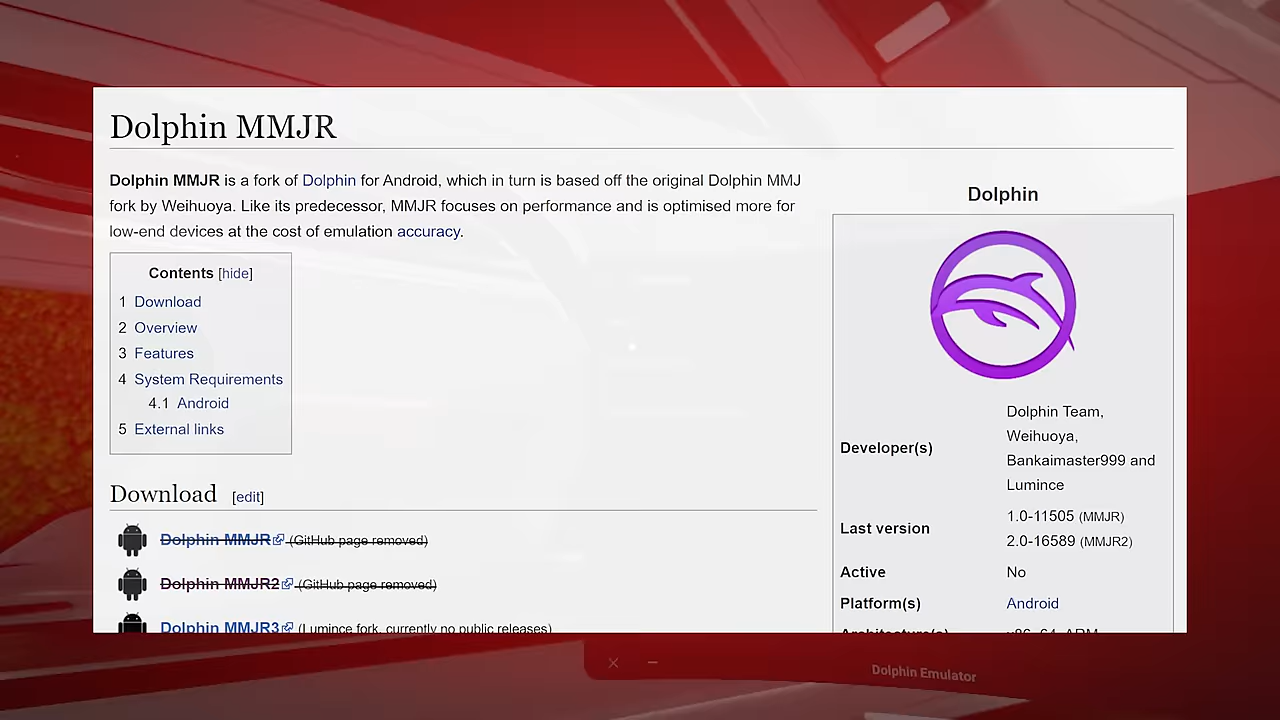 Dolphin MMJR
Dolphin MMJR is a fork of Dolphin for Android, which in turn is based off the original Dolphin MMJ
fork by Weihuoya. Like its predecessor, MMJR focuses on performance and is optimised more for
low-end devices at the cost of emulation accuracy.
Contents [hide]
1 Download
2 Overview
3 Features
4 System Requirements
4.1 Android
5 External links
Download [edit]
Dolphin MMJR (GitHub page removed)
Dolphin MMJR2 (GitHub page removed)
Dolphin MMJR3 (Lumince fork, currently no public releases)
Dolphin
Developer(s)
Dolphin Team,
Weihuoya,
Bankaimaster999 and
Lumince
Last version
1.0-11505 (MMJR)
2.0-16589 (MMJR2)
Active No
Platform(s) Android
Architecture(s) x86_64, ARM
Dolphin Emulator